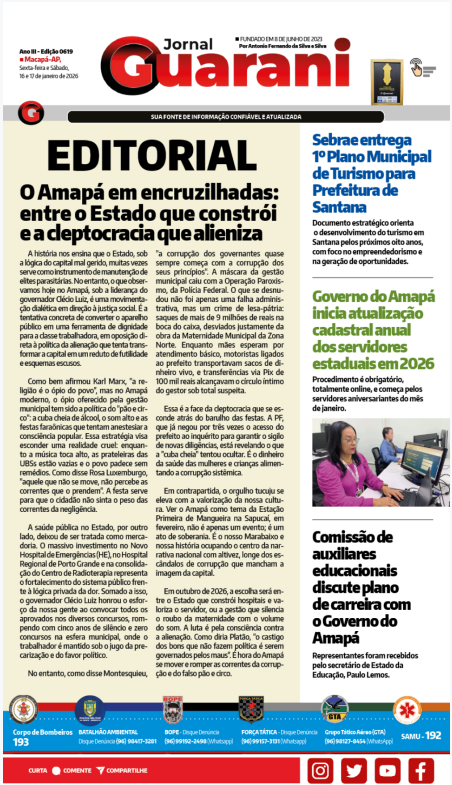 Ano III – Edição 0619
Macapá-AP,
Sexta-feira e Sábado,
16 e 17 de janeiro de 2026
Jornal
Guarani
FUNDADO EM 8 DE JUNHO DE 2023
Por Antonio Fernando da Silva e Silva
G
SUA FONTE DE INFORMAÇÃO CONFIÁVEL E ATUALIZADA
EDITORIAL
O Amapá em encruzilhadas:
entre o Estado que constrói
e a cleptocracia que alieniza
A história nos ensina que o Estado, sob
a lógica do capital mal gerido, muitas vezes
serve como instrumento de manutenção de
elites parasitárias. No entanto, o que obser-
vamos hoje no Amapá, sob a liderança do
governador Clécio Luiz, é uma movimenta-
ção dialética em direção à justiça social. É a
tentativa concreta de converter o aparelho
público em uma ferramenta de dignidade
para a classe trabalhadora, em oposição di-
reta à política da alienação que tenta trans-
formar a capital em um reduto de futilidade
e esquemas escusos.
Como bem afirmou Karl Marx, "a re-
ligião é o ópio do povo", mas no Amapá
moderno, o ópio oferecido pela gestão
municipal tem sido a política do "pão e cir-
co": a cuba cheia de álcool, o som alto e as
festas faraônicas que tentam anestesiar a
consciência popular. Essa estratégia visa
esconder uma realidade cruel: enquan-
to a música toca alto, as prateleiras das
UBSs estão vazias e o povo padece sem
remédios. Como disse Rosa Luxemburgo,
"aquele que não se move, não percebe as
correntes que o prendem". A festa serve
para que o cidadão não sinta o peso das
correntes da negligência.
A saúde pública no Estado, por outro
lado, deixou de ser tratada como merca-
doria. O massivo investimento no Novo
Hospital de Emergências (HE), no Hospital
Regional de Porto Grande e na consolida-
ção do Centro de Radioterapia representa
o fortalecimento do sistema público fren-
te à lógica privada da dor. Somado a isso,
o governador Clécio Luiz honrou o esfor-
ço da nossa gente ao convocar todos os
aprovados nos diversos concursos, rom-
pendo com cinco anos de silêncio e zero
concursos na esfera municipal, onde o
trabalhador é mantido sob o jugo da pre-
carização e do favor político.
No entanto, como disse Montesquieu,
"a corrupção dos governantes quase
sempre começa com a corrupção dos
seus princípios". A máscara da gestão
municipal caiu com a Operação Paroxis-
mo, da Polícia Federal. O que se desnu-
dou não foi apenas uma falha adminis-
trativa, mas um crime de lesa-pátria:
saques de mais de 9 milhões de reais na
boca do caixa, desviados justamente da
obra da Maternidade Municipal da Zona
Norte. Enquanto mães esperam por
atendimento básico, motoristas ligados
ao prefeito transportavam sacos de di-
nheiro vivo, e transferências via Pix de
100 mil reais alcançavam o círculo íntimo
do gestor sob total suspeita.
Essa é a face da cleptocracia que se es-
conde atrás do barulho das festas. A PF,
que já negou por três vezes o acesso do
prefeito ao inquérito para garantir o sigilo
de novas diligências, está revelando o que
a "cuba cheia" tentou ocultar. É o dinheiro
da saúde das mulheres e crianças alimen-
tando a corrupção sistêmica.
Em contrapartida, o orgulho tucuju se
eleva com a valorização da nossa cultu-
ra. Ver o Amapá como tema da Estação
Primeira de Mangueira na Sapucaí, em
fevereiro, não é apenas um evento; é um
ato de soberania. É o nosso Marabaixo e
nossa história ocupando o centro da nar-
rativa nacional com altivez, longe dos es-
cândalos de corrupção que mancham a
imagem da capital.
Em outubro de 2026, a escolha será en-
tre o Estado que constrói hospitais e va-
loriza o servidor, ou a gestão que silencia
o roubo da maternidade com o volume
do som. A luta é pela consciência contra
a alienação. Como diria Platão, "o castigo
dos bons que não fazem política é serem
governados pelos maus". É hora do Amapá
se mover e romper as correntes da corrup-
ção e do falso pão e circo.
Sebrae entrega
1º Plano Municipal
de Turismo para
Prefeitura de
Santana
Documento estratégico orienta
o desenvolvimento do turismo em
Santana pelos próximos oito anos,
com foco no empreendedorismo e
na geração de oportunidades.
Governo do Amapá
inicia atualização
cadastral anual
dos servidores
estaduais em 2026
Procedimento é obrigatório,
totalmente online, e começa pelos
servidores aniversariantes do mês
de janeiro.
Comissão de
auxiliares
educacionais
discute plano
de carreira com
o Governo do
Amapá
Representantes foram recebidos
pelo secretário de Estado da
Educação, Paulo Lemos.
BOPE
GTA
Corpo de Bombeiros
193
BATALHÃO AMBIENTAL
Disque Denúncia (96) 98417-3281
BOPE - Disque Denúncia
(96) 99192-2498 (WhatsApp)
FORÇA TÁTICA - Disque Denúncia
(96) 99157-3131 (WhatsApp)
Grupo Tático Aéreo (GTA)
(96) 98127-8454 (WhatsApp)
SAMU - 192
CURTA COMENTE COMPARTILHE